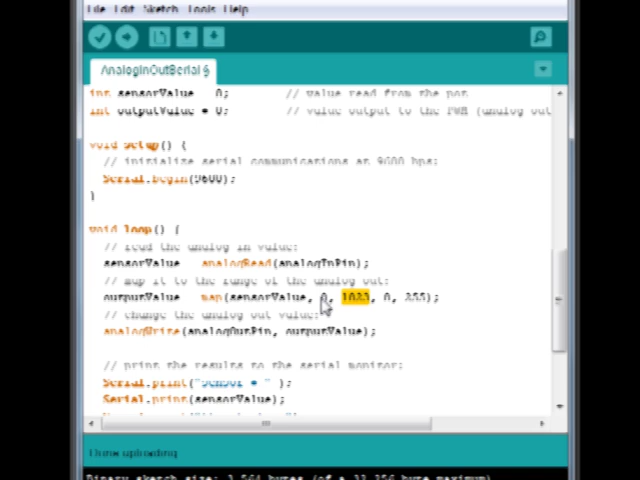 File Edit Sketch Tools Help
AnalogInOutSerial §
int sensorValue = 0; // value read from the pot
int outputValue = 0; // value output to the PWM (analog out
void setup() {
// initialize serial communications at 9600 bps:
Serial.begin(9600);
}
void loop() {
// read the analog in value:
sensorValue = analogRead(analogInPin);
// map it to the range of the analog out:
outputValue = map(sensorValue, 0, 1023, 0, 255);
// change the analog out value:
analogWrite(analogOutPin, outputValue);
// print the results to the serial monitor:
Serial.print("sensor = " );
Serial.print(sensorValue);
Done uploading
Binary sketch size: 3,564 bytes (of a 32,256 byte maximum)